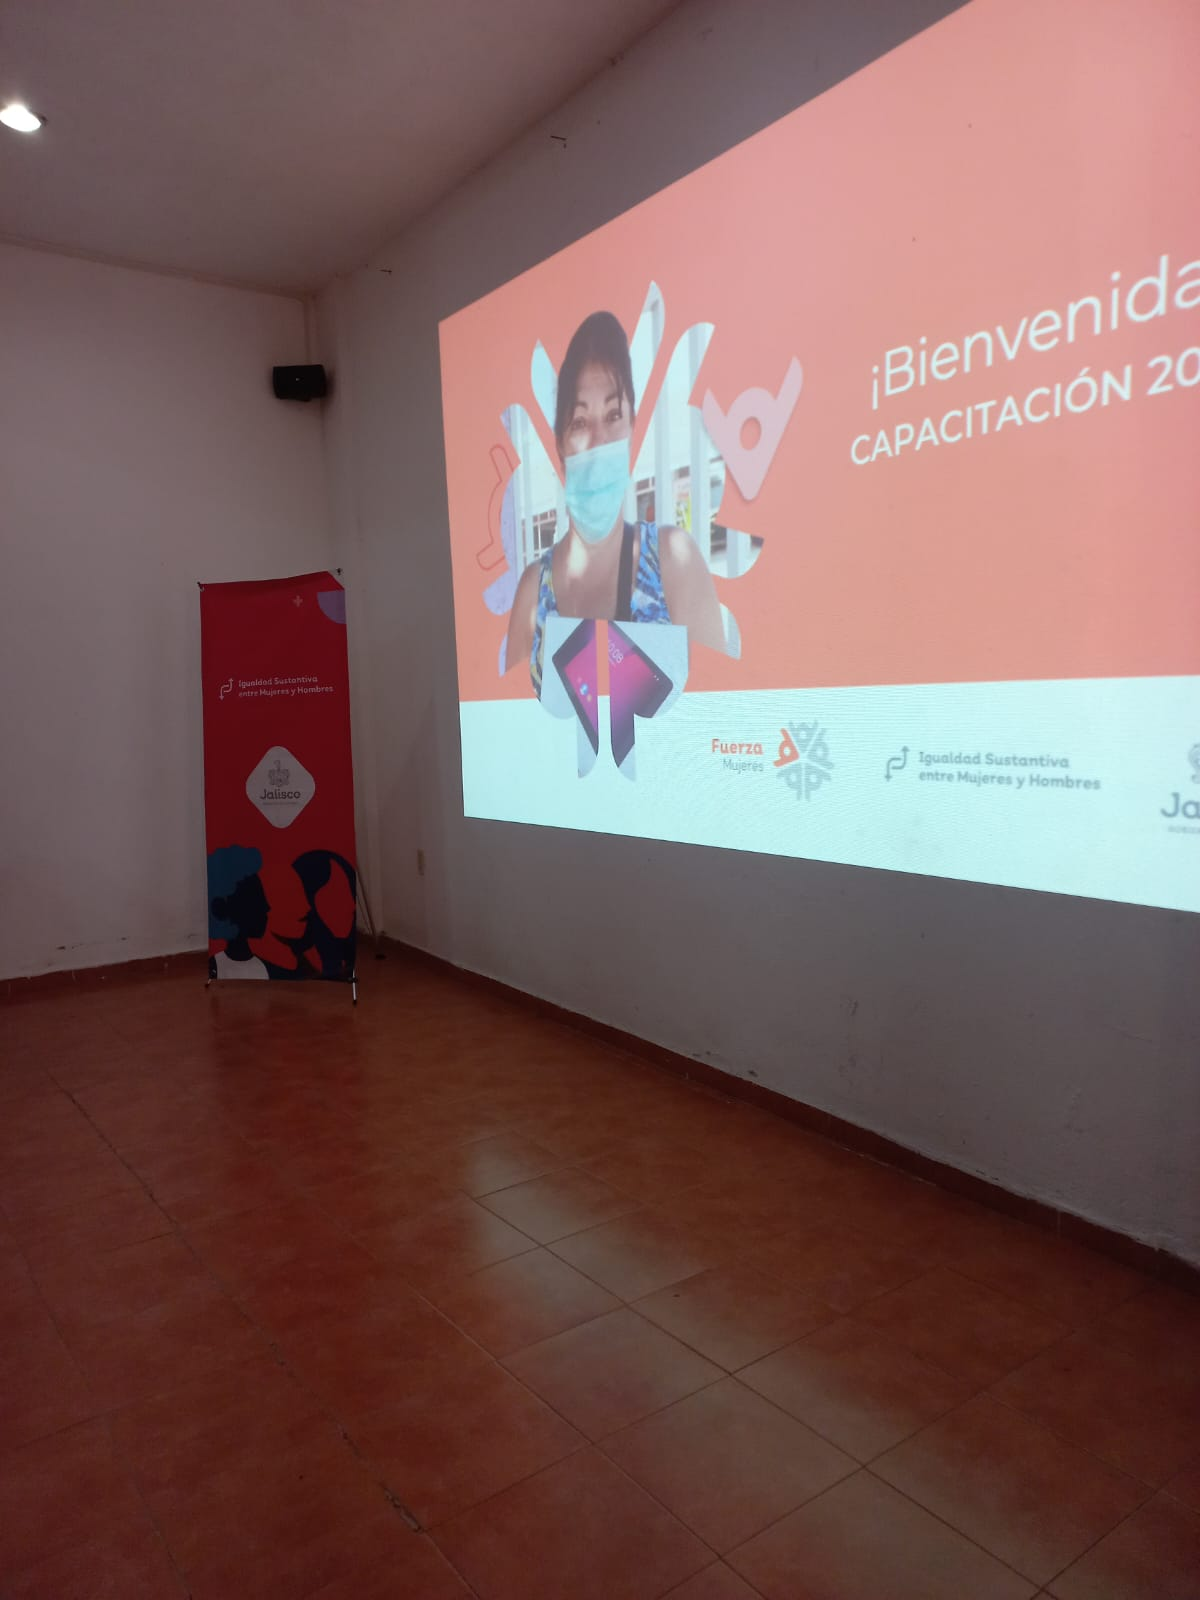 ¡Bienvenida
CAPACITACIÓN 20
Fuerza
Mujeres
Igualdad Sustantiva
entre Mujeres y Hombres
Ja
Igualdad Sustantiva
entre Mujeres y Hombres
Jalisco